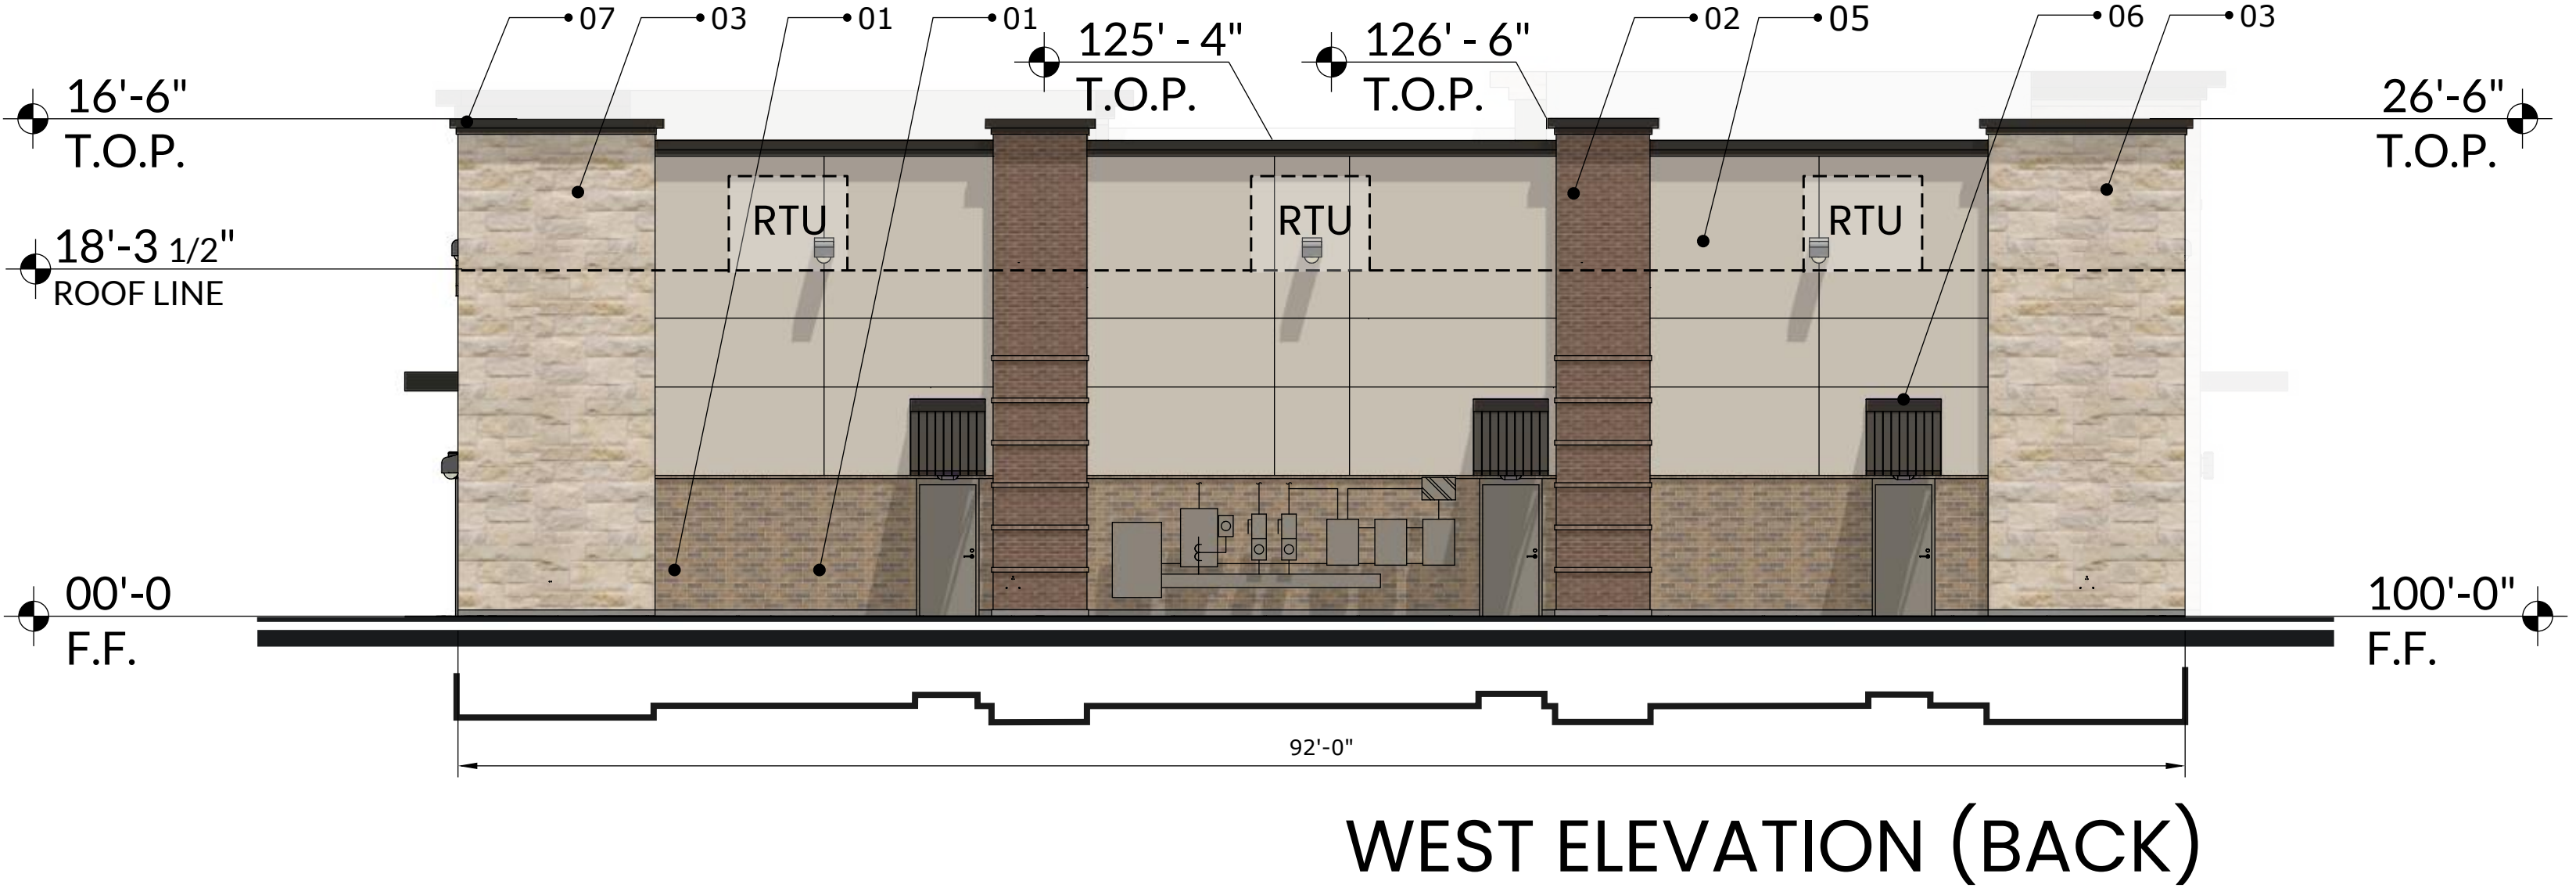 07
03
01
01
02
05
06
03
125' - 4"
T.O.P.
126' - 6"
T.O.P.
16'-6"
T.O.P.
26'-6"
T.O.P.
RTU
RTU
RTU
18'-3 1/2"
ROOF LINE
00'-0
F.F.
100'-0"
F.F.
92'-0"
WEST ELEVATION (BACK)